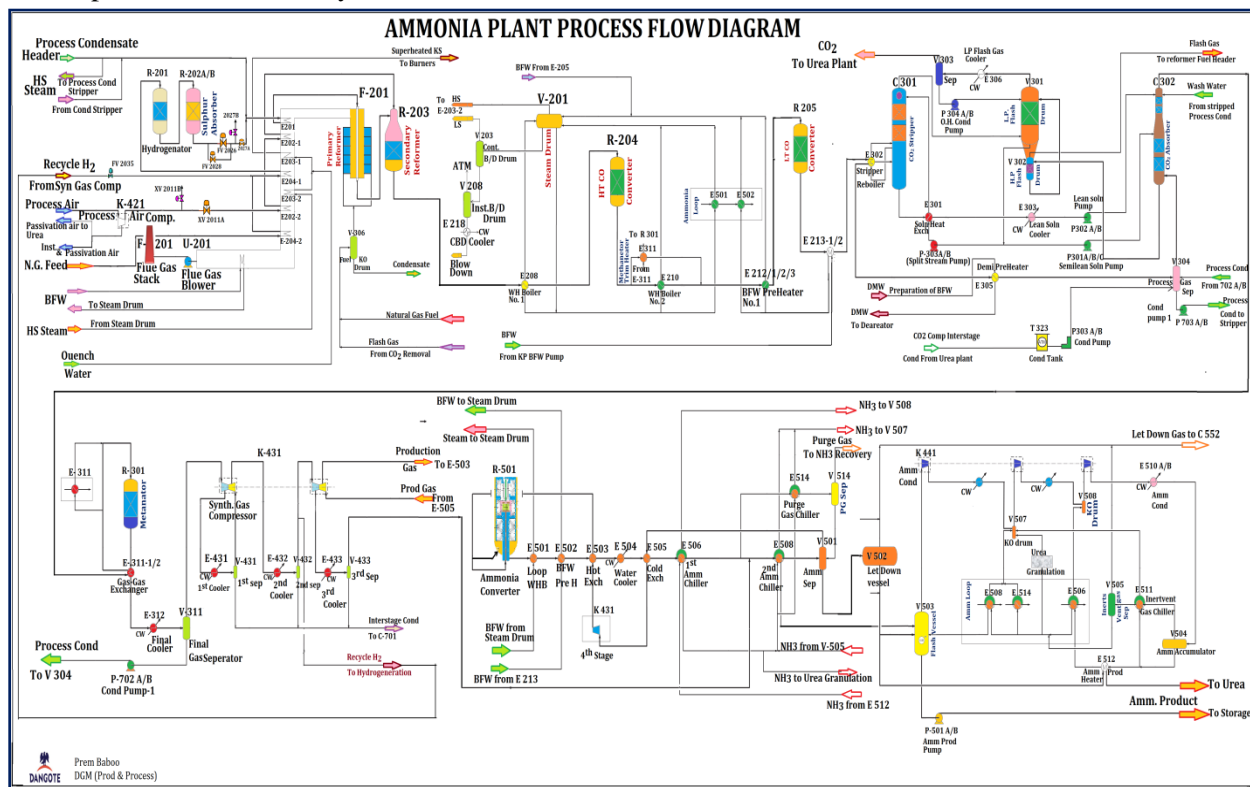 AMMONIA PLANT PROCESS FLOW DIAGRAM
Process Condensate
Header
HS
Steam
To Process Cond
Stripper
From Cond Stripper
R-201
R-202A/B
Sulphur
Absorber
Hydrogenator
2027B
FV 2028
FV 2026
Recycle H2
FV 2035
From Syn Gas Comp
XV 2011B
Process Air
K-421
Process Air Comp.
XV 2011A
Passivation air to
Urea
Inst.
& Passivation Air
F-201
U-201
N.G. Feed
Flue Gas
Stack
Flue Gas
Blower
BFW
To Steam Drum
HS Steam
From Steam Drum
Quench
Water
E201
E202-1
E203-1
E204-1
E203-2
E202-2
E-204-2
Superheated KS
To Burners
F-201
Primary
Reformer
R-203
Secondary
Reformer
V-306
Fuel
KO
Drum
Condensate
Natural Gas Fuel
Flash Gas
From CO2 Removal
BFW From E-205
To
E-203-2
HS
LS
V-201
Steam Drum
V 203
Cont.
B/D Drum
ATM
V 208
Inst.B/D
Drum
E 218
CW
CBD Cooler
Blow Down
E 208
WH Boiler
No. 1
R-204
HT CO
Converter
Methanetor
Trim Heater
To R 301
E311
From
E-311
E 210
WH Boiler
No. 2
Ammonia
Loop
E 501
E 502
R 205
LT CO
Converter
E 213-1/2
E 212/1/2/3
BFW PreHeater
No.1
BFW
From KP BFW Pump
CO2
To Urea Plant
V 303
Sep
LP Flash Gas
Cooler
E 306
CW
P 304 A/B
O.H. Cond
Pump
C 301
CO2 Stripper
E 302
Stripper
Reboiler
V 301
L.P. Flash
Drum
V 302
H.P Flash
Drum
Flash Gas
To reformer Fuel Header
C 302
CO2 Absorber
Wash Water
From stripped
Process Cond
E 301
Soln Heat
Exch
E 303
CW
Lean Soln
Cooler
Lean soln
Pump
P302 A/B
P-303A/B
(Split Stream Pump)
P301A/B/C
Semilean Soln Pump
Demi PreHeater
E 305
DMW
Preparation of BFW
DMW
To Deareator
V 304
Process
Gas
Sep
Process Cond
From 702 A/B
Process
Cond to
Stripper
Cond
pump 1
P 703 A/B
CO2 Comp Interstage
Cond From Urea plant
T 323
Cond Tank
P303 A/B
Cond Pump
E- 311
R-301
Metanator
E-311-1/2
Gas-Gas
Exchanger
E-312
CW
Final
Cooler
V-311
Final
Gas Seperator
Process Cond
To V 304
P-702 A/B
Cond Pump-1
K-431
Synth. Gas
Compressor
Production
Gas
To E-503
Prod Gas
From
E-505
E-431
CW
1st Cooler
V-431
1st sep
E-432
CW
2nd
Cooler
V-432
2nd sep
E-433
CW
3rd
Cooler
V-433
3rd Sep
Interstage Cond
To C-701
Recycle H2
To Hydrogeneration
BFW to Steam Drum
Steam to Steam Drum
R-501
Ammonia
Converter
E 501
Loop
WHB
E 502
BFW
Pre H
E 503
Hot
Exch
E 504
Water
Cooler
CW
E 505
Cold
Exch
E 506
1st
Amm Chiller
K 431
4th Stage
BFW from
Steam Drum
BFW from E 213
NH3 to V 508
NH3 to V 507
Purge Gas
To NH3 Recovery
E 514
Purge
Gas Chiller
V 514
PG Sep
E 508
2nd Amm Chiller
V 501
Amm
Sep
V 502
Let Down
vessel
NH3 from V-505
NH3 to Urea Granulation
NH3 from E 512
Let Down Gas to C 552
K 441
Amm
Cond
CW
CW
V 508
KO
Drum
E 510 A/B
CW
Amm
Cond
V 507
KO drum
Urea
Granulation
V 503
Flash Vessel
Amm Loop
E 508
E 514
E 506
V 505
Inerts
Vent gas
Sep
E 511
Inertvent
Gas Chiller
V504
Amm Accumulator
E 512
Amm Prod
Heater
To Urea
Amm. Product
To Storage
P-501 A/B
Amm Prod
Pump
DANGOTE
Prem Baboo
DGM (Prod & Process)